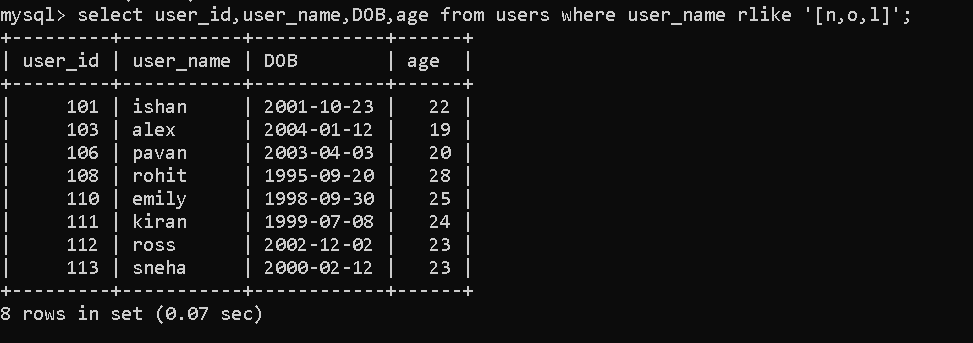 mysql> select user_id,user_name,DOB,age from users where user_name rlike '[n,o,l]';
+---------+-----------+------------+------+
| user_id | user_name | DOB        | age  |
+---------+-----------+------------+------+
|     101 | ishan     | 2001-10-23 |   22 |
|     103 | alex      | 2004-01-12 |   19 |
|     106 | pavan     | 2003-04-03 |   20 |
|     108 | rohit     | 1995-09-20 |   28 |
|     110 | emily     | 1998-09-30 |   25 |
|     111 | kiran     | 1999-07-08 |   24 |
|     112 | ross      | 2002-12-02 |   23 |
|     113 | sneha     | 2000-02-12 |   23 |
+---------+-----------+------------+------+
8 rows in set (0.07 sec)